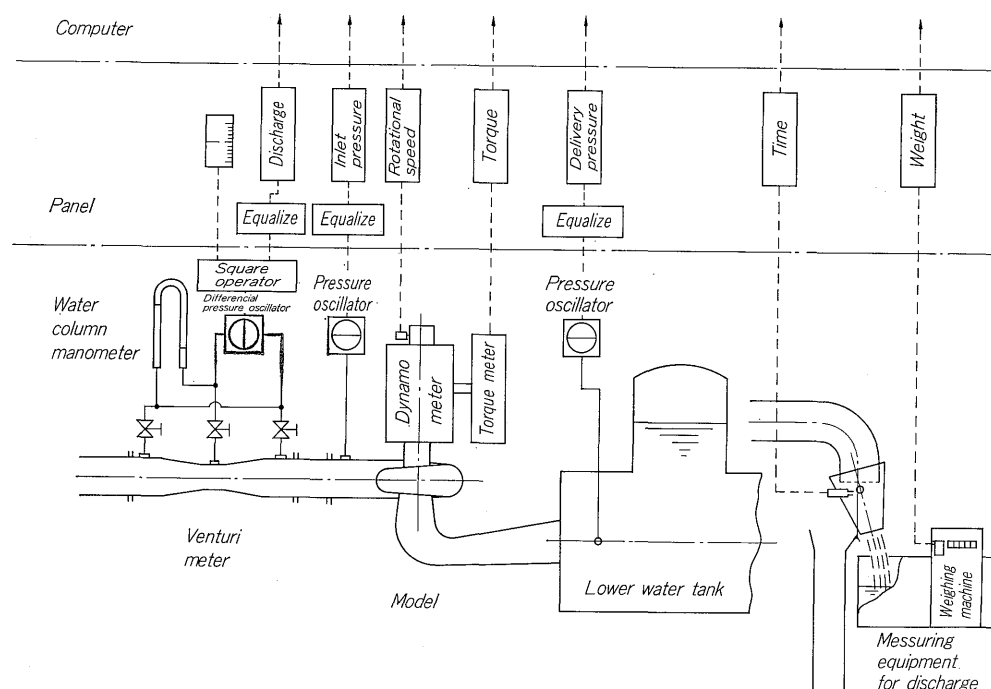 Computer
Discharge
Inlet
pressure
Rotational
speed
Torque
Delivery
pressure
Time
Weight
Panel
Equalize
Equalize
Equalize
Square
operator
Differencial
pressure oscillator
Pressure
oscillator
Pressure
oscillator
Water
column
manometer
Dynamo
meter
Torque meter
Venturi
meter
Model
Lower water tank
Weighing
machine
Messuring
equipment
for discharge